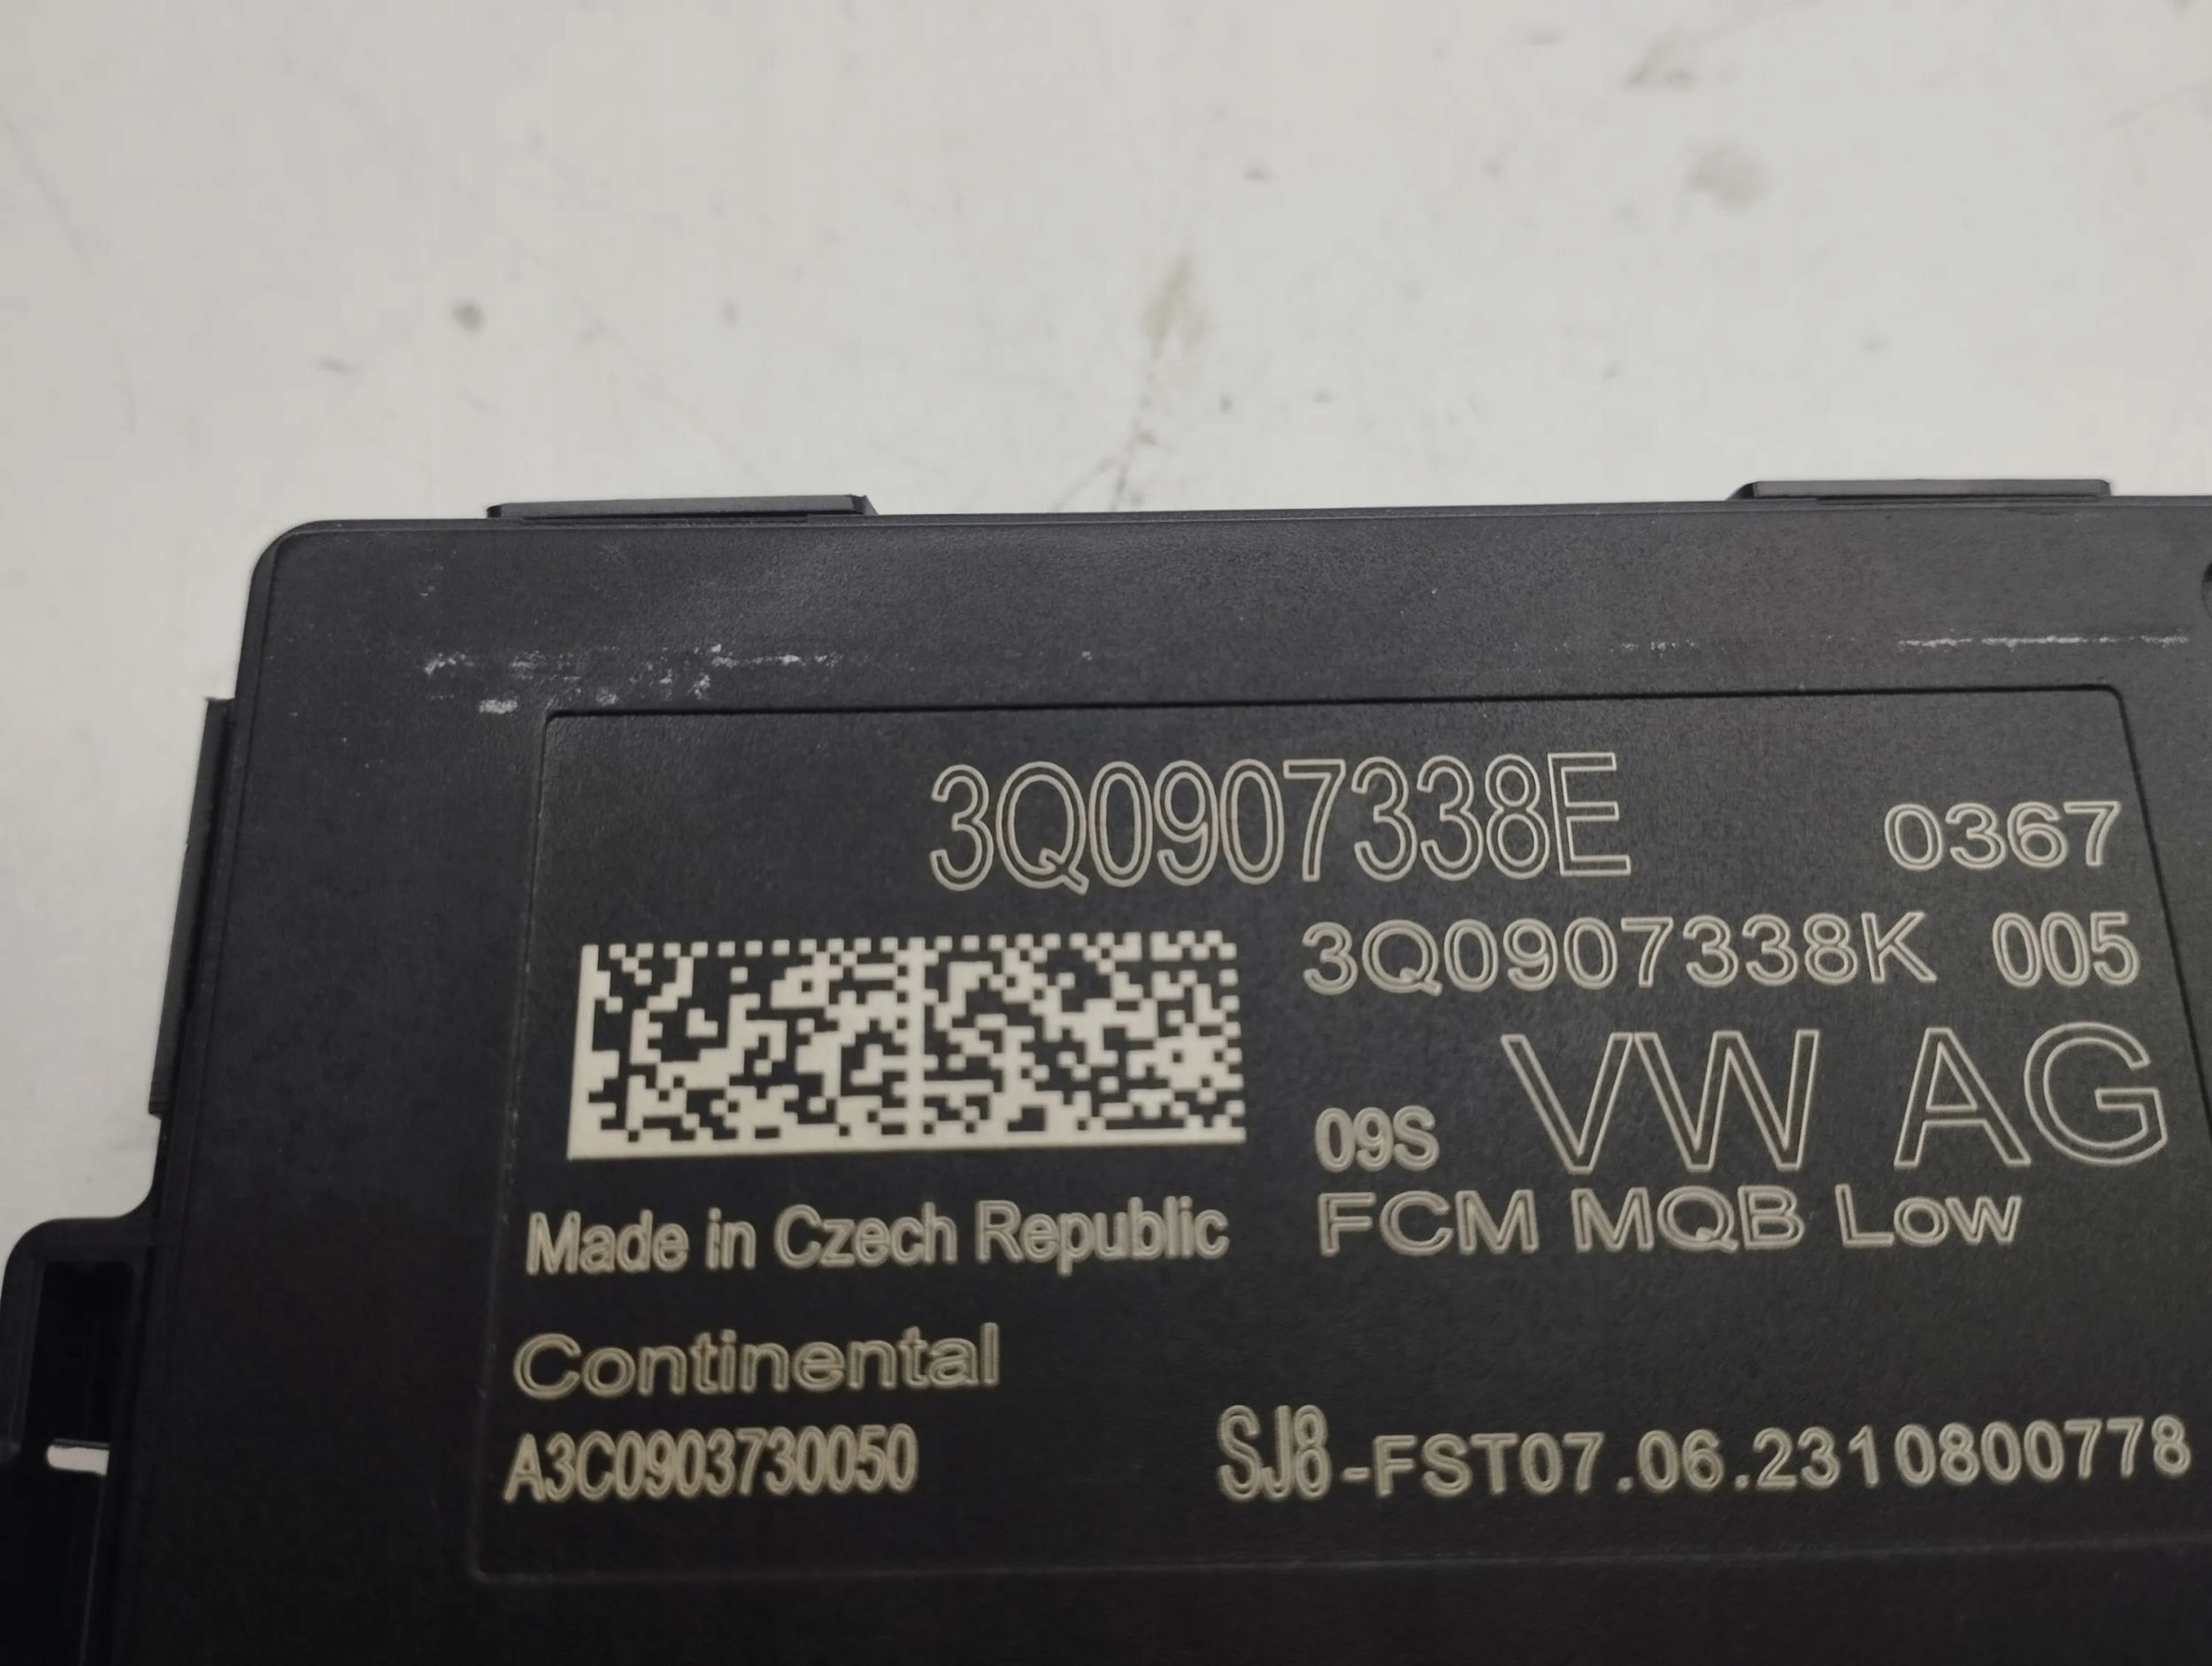 3Q0907338E
0367
3Q0907338K 005
09S VW AG
FCM MQB Low
Made in Czech Republic
Continental
A3C0903730050
SJ8-FST07.06.2310800778